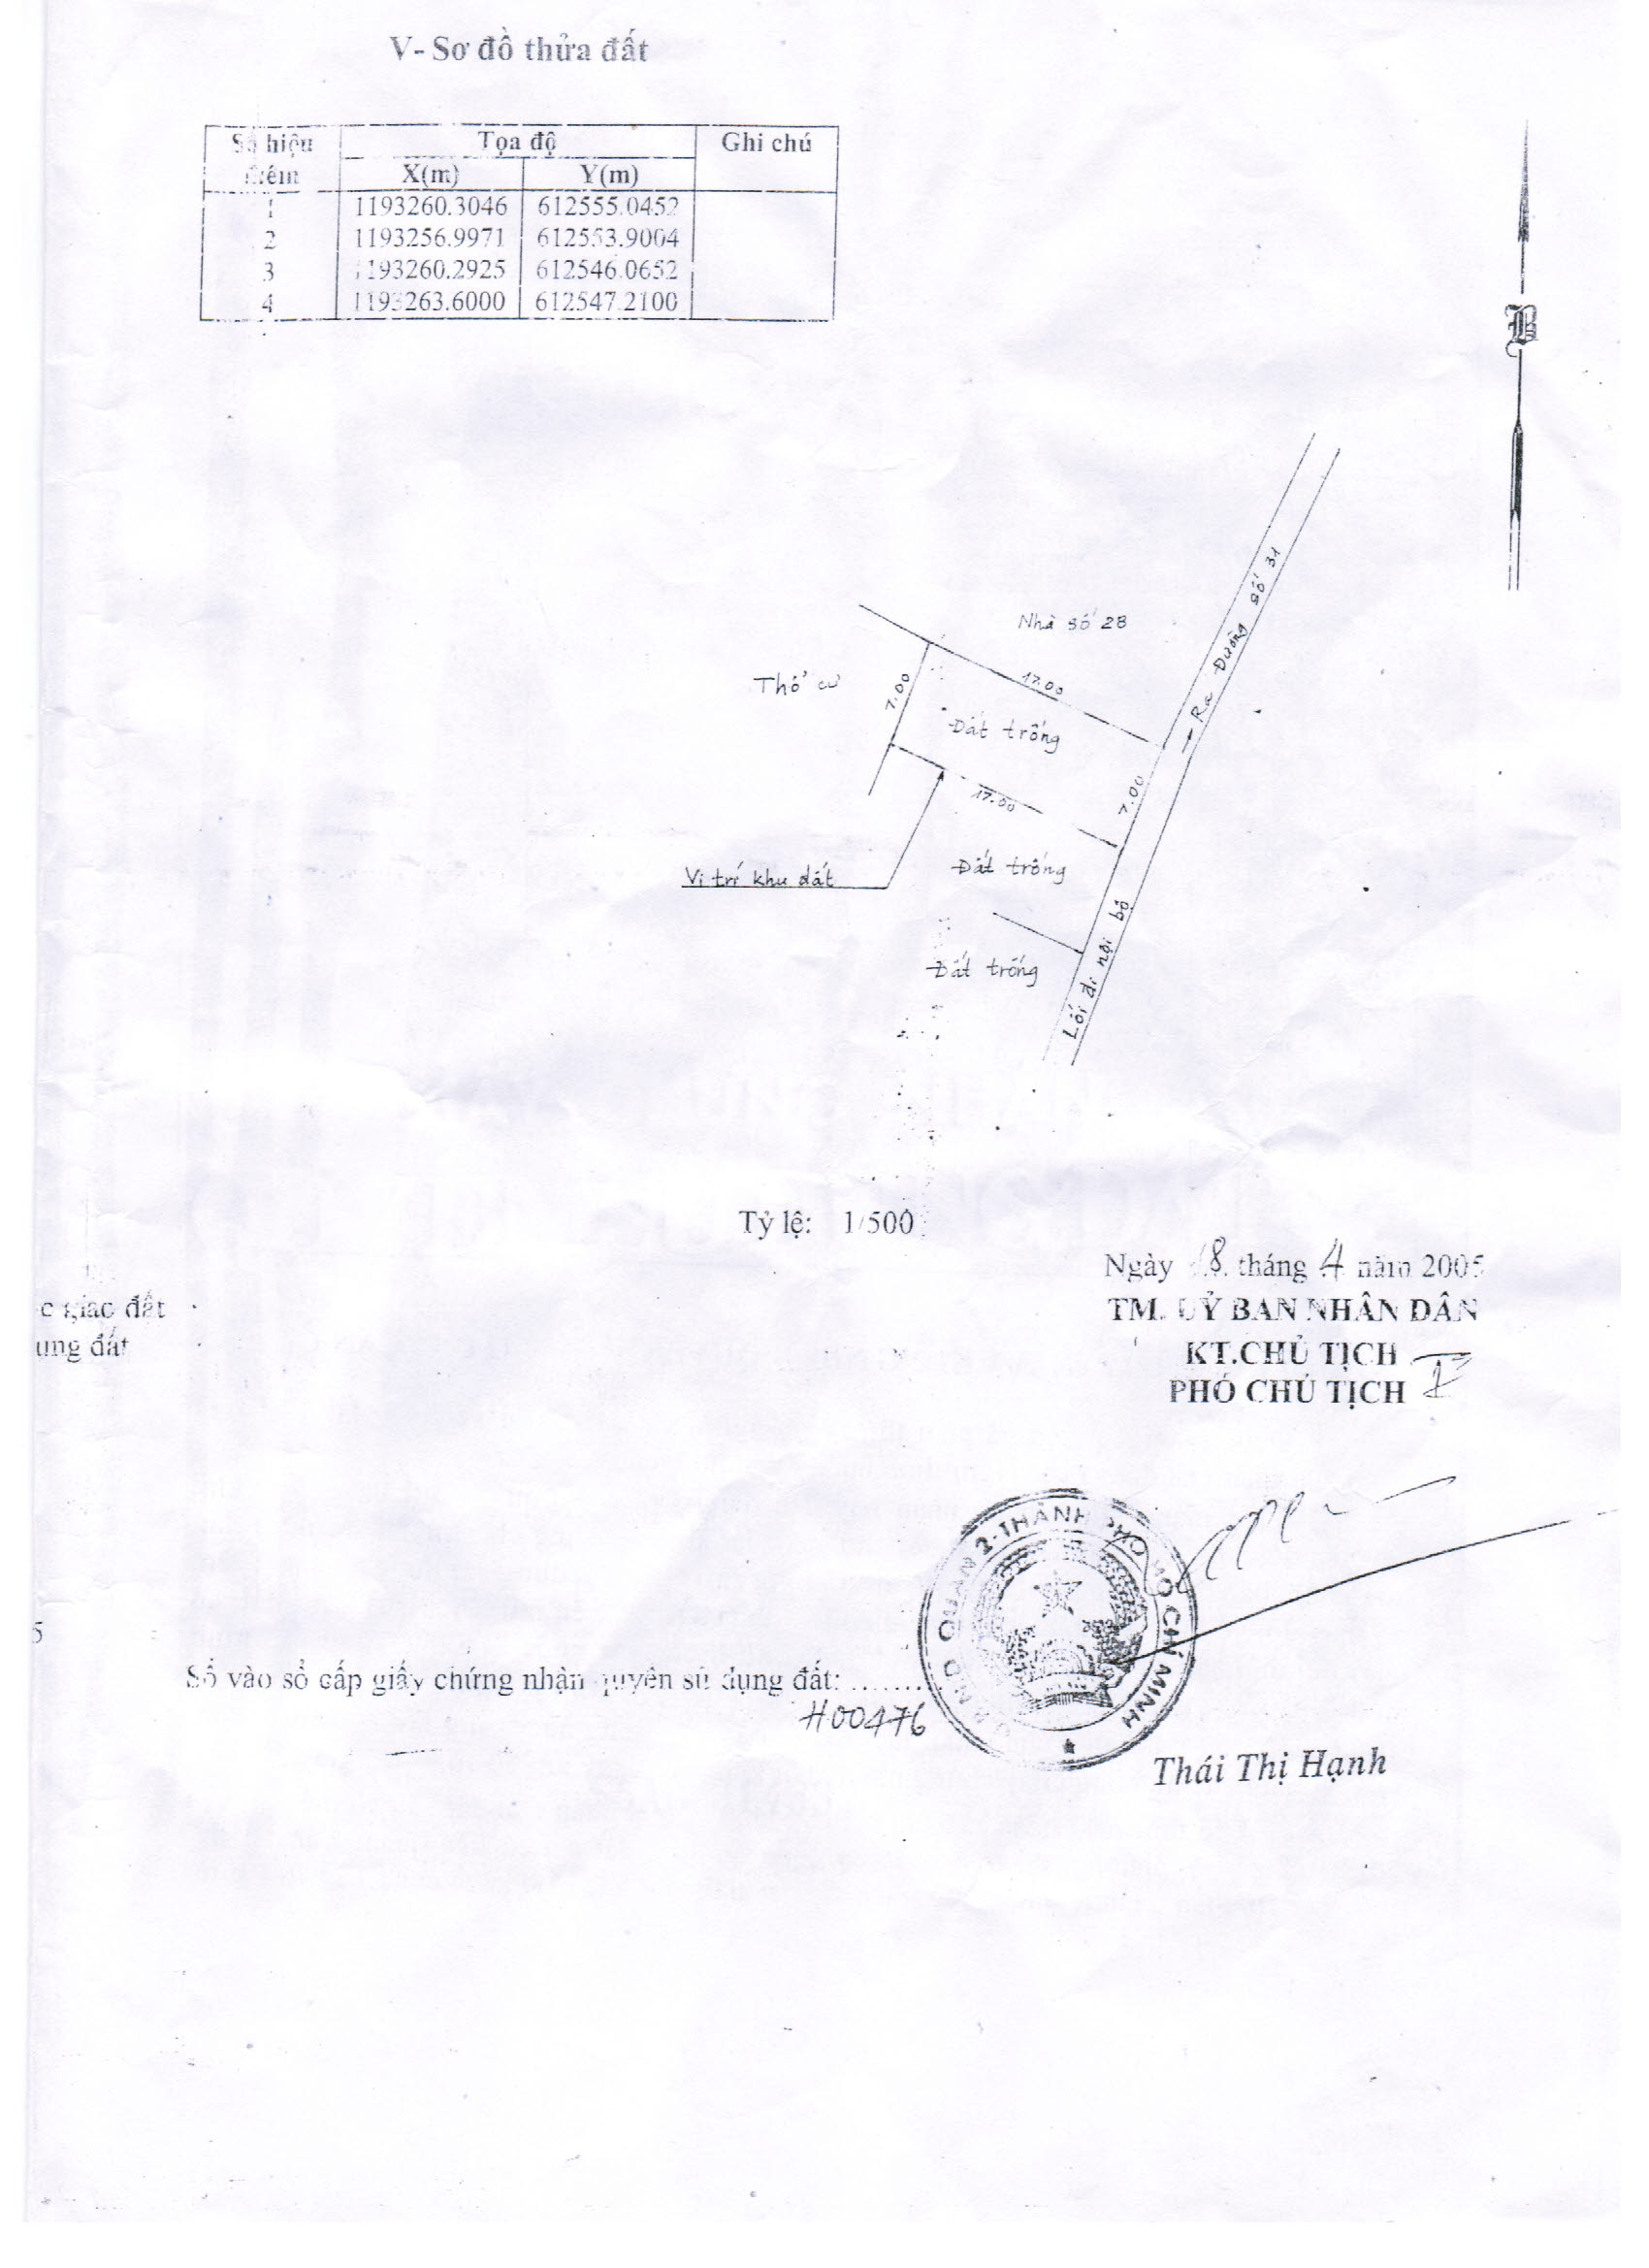 V- Sơ đồ thửa đất
Số hiệu điểm Tọa độ Ghi chú
X(m) Y(m)
1 1193260.3046 612555.0452
2 1193256.9971 612553.9004
3 1193260.2925 612546.0652
4 1193263.6000 612547.2100
B
Nhà số 28
Ra Đường số 31
Thổ cư
7.00
17.00
Đất trống
7.00
17.00
Vị trí khu đất
Đất trống
Lối đi nội bộ
Đất trống
Tỷ lệ: 1/500
Ngày 18 tháng 4 năm 2005
c giao đất
TM. UỶ BAN NHÂN DÂN
ung đất
KT.CHỦ TỊCH
PHÓ CHỦ TỊCH
U.B.N.D QUẬN 2-THÀNH PHỐ HỒ CHÍ MINH
5
Số vào sổ cấp giấy chứng nhận quyền sử dụng đất: ........
H00476
Thái Thị Hạnh